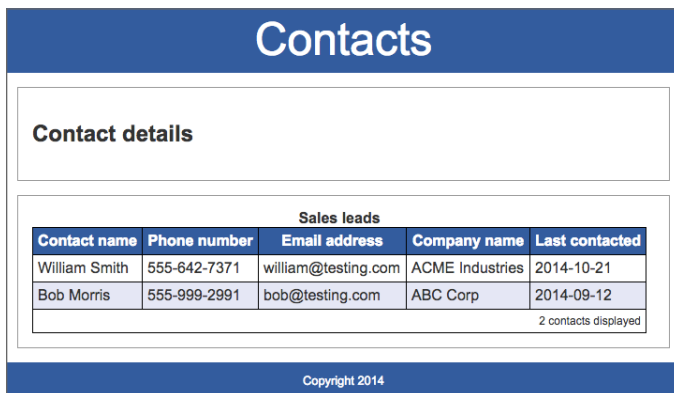 Contacts
Contact details
Sales leads
Contact name Phone number Email address Company name Last contacted
William Smith 555-642-7371 william@testing.com ACME Industries 2014-10-21
Bob Morris 555-999-2991 bob@testing.com ABC Corp 2014-09-12
2 contacts displayed
Copyright 2014